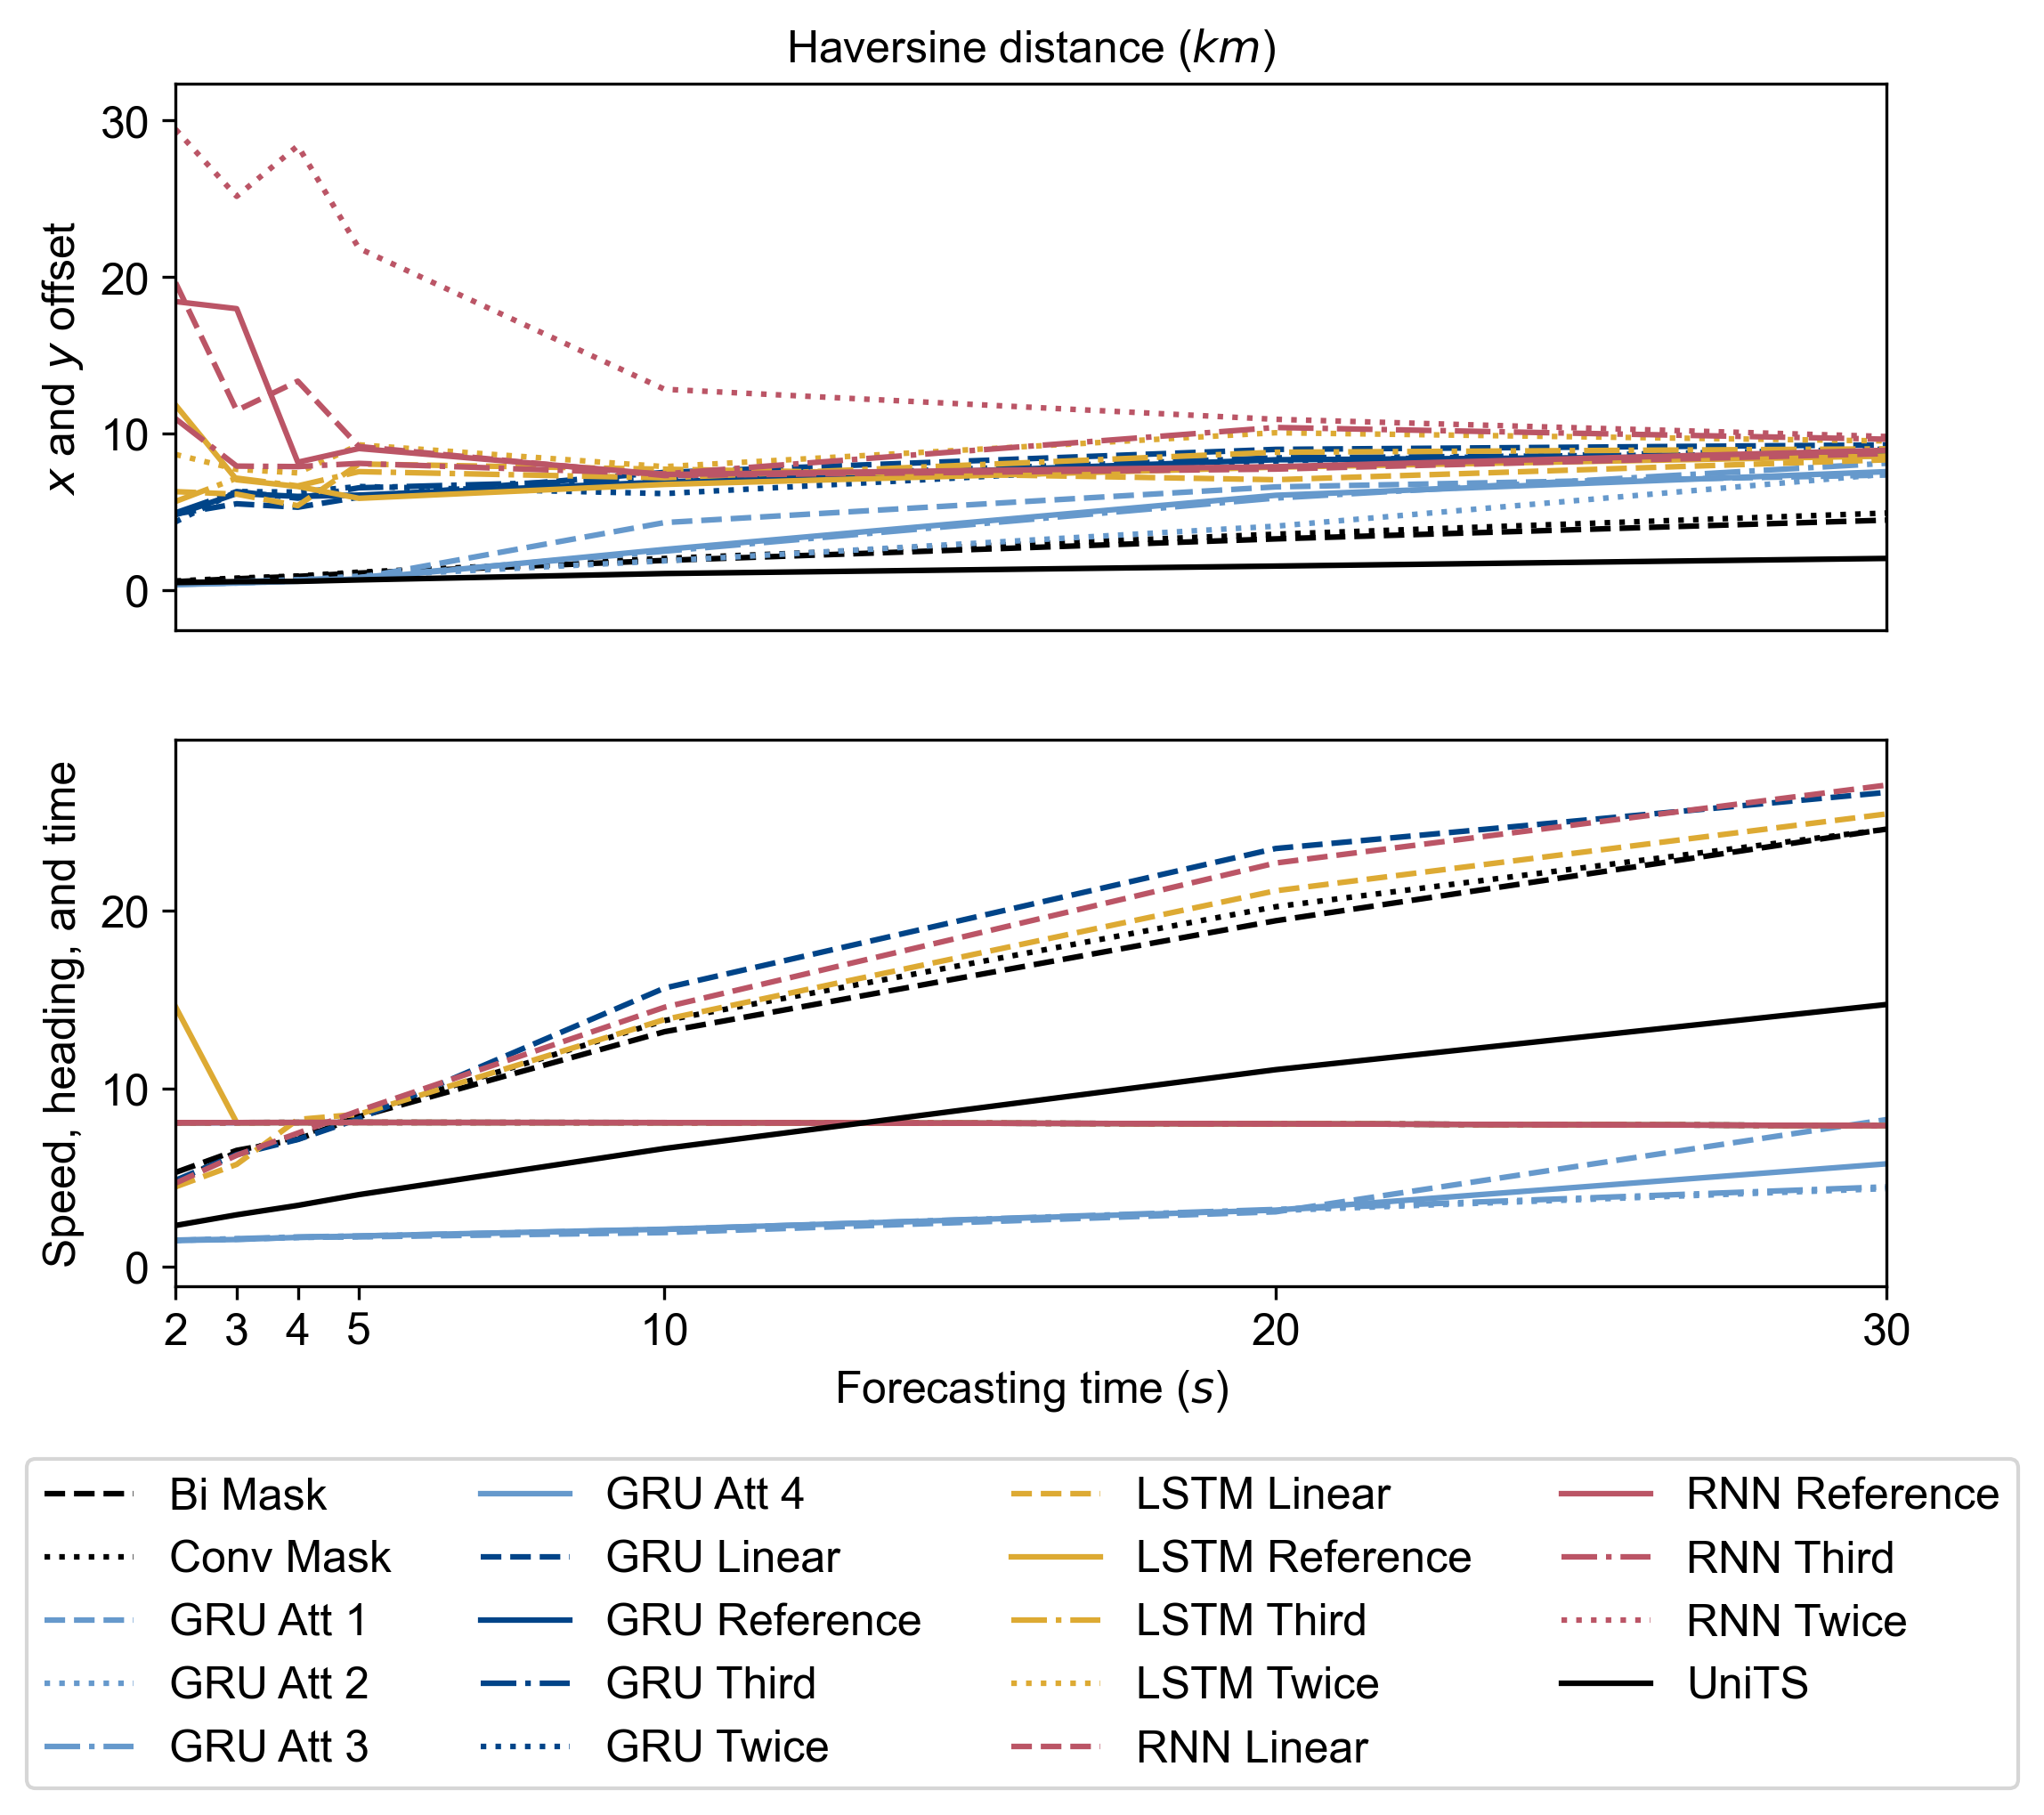 Haversine distance (km)
30
20
10
0
x and y offset
20
10
0
Speed, heading, and time
2 3 4 5 10 20 30
Forecasting time (s)
Bi Mask
Conv Mask
GRU Att 1
GRU Att 2
GRU Att 3
GRU Att 4
GRU Linear
GRU Reference
GRU Third
GRU Twice
LSTM Linear
LSTM Reference
LSTM Third
LSTM Twice
RNN Linear
RNN Reference
RNN Third
RNN Twice
UniTS